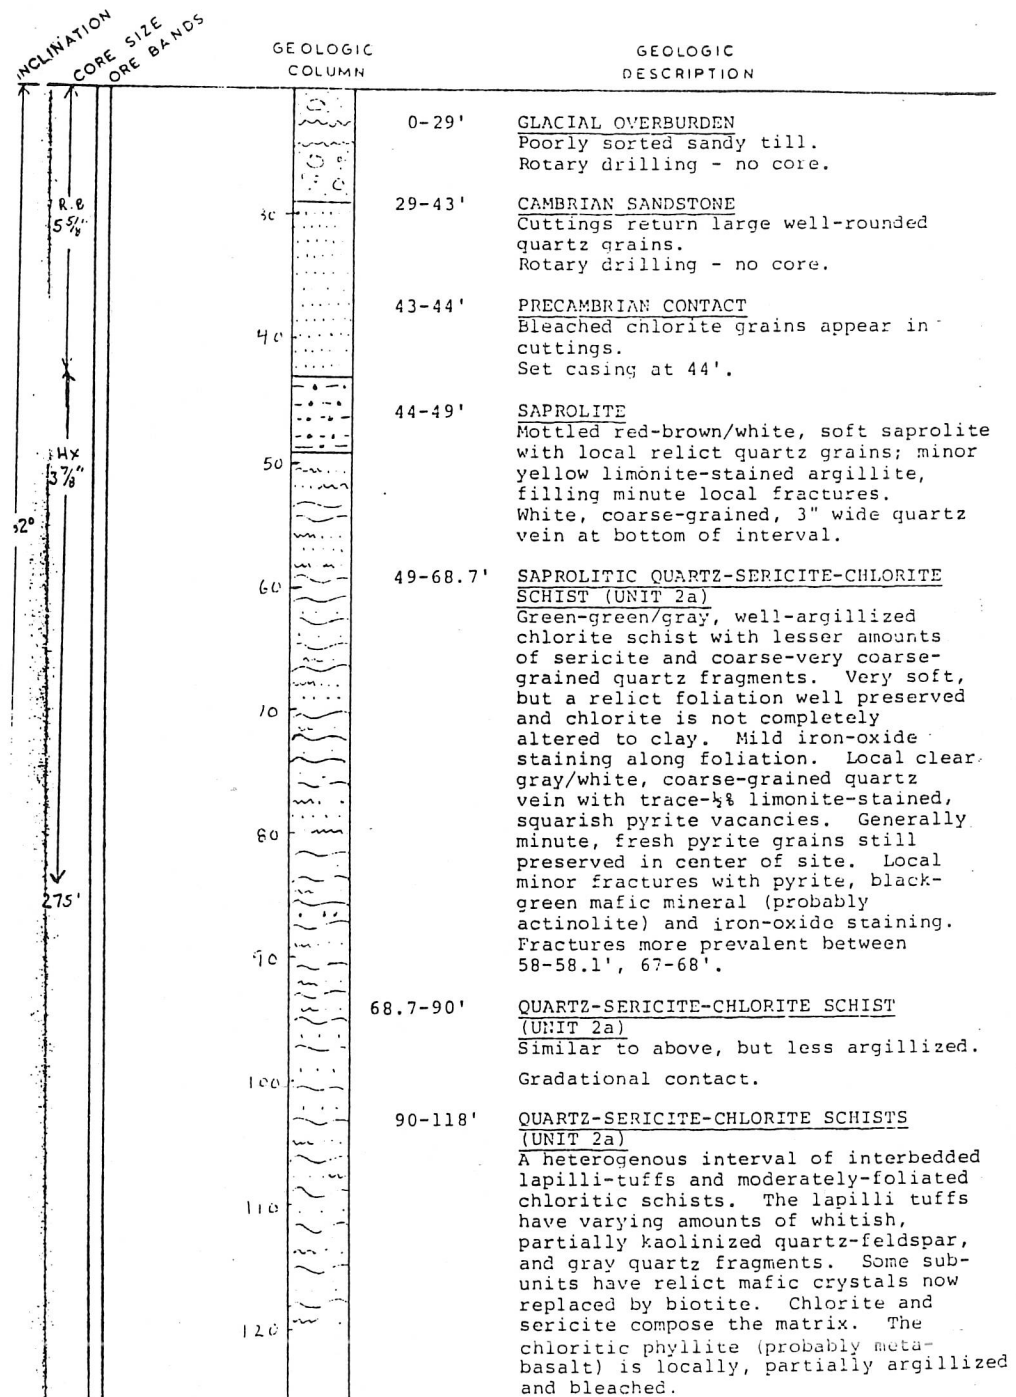 INCLINATION
CORE SIZE
ORE BANDS
GEOLOGIC
COLUMN
GEOLOGIC
DESCRIPTION
0-29'
GLACIAL OVERBURDEN
Poorly sorted sandy till.
Rotary drilling - no core.
R.B
5 5/8"
30
29-43'
CAMBRIAN SANDSTONE
Cuttings return large well-rounded
quartz grains.
Rotary drilling - no core.
40
43-44'
PRECAMBRIAN CONTACT
Bleached chlorite grains appear in
cuttings.
Set casing at 44'.
44-49'
SAPROLITE
Mottled red-brown/white, soft saprolite
with local relict quartz grains; minor
yellow limonite-stained argillite,
filling minute local fractures.
White, coarse-grained, 3" wide quartz
vein at bottom of interval.
HX
3 7/8"
50
60
49-68.7'
SAPROLITIC QUARTZ-SERICITE-CHLORITE
SCHIST (UNIT 2a)
Green-green/gray, well-argillized
chlorite schist with lesser amounts
of sericite and coarse-very coarse-
grained quartz fragments. Very soft,
but a relict foliation well preserved
and chlorite is not completely
altered to clay. Mild iron-oxide
staining along foliation. Local clear
gray/white, coarse-grained quartz
vein with trace-½% limonite-stained,
squarish pyrite vacancies. Generally
minute, fresh pyrite grains still
preserved in center of site. Local
minor fractures with pyrite, black-
green mafic mineral (probably
actinolite) and iron-oxide staining.
Fractures more prevalent between
58-58.1', 67-68'.
70
80
275'
90
68.7-90'
QUARTZ-SERICITE-CHLORITE SCHIST
(UNIT 2a)
Similar to above, but less argillized.
Gradational contact.
100
90-118'
QUARTZ-SERICITE-CHLORITE SCHISTS
(UNIT 2a)
A heterogenous interval of interbedded
lapilli-tuffs and moderately-foliated
chloritic schists. The lapilli tuffs
have varying amounts of whitish,
partially kaolinized quartz-feldspar,
and gray quartz fragments. Some sub-
units have relict mafic crystals now
replaced by biotite. Chlorite and
sericite compose the matrix. The
chloritic phyllite (probably meta-
basalt) is locally, partially argillized
and bleached.
110
120